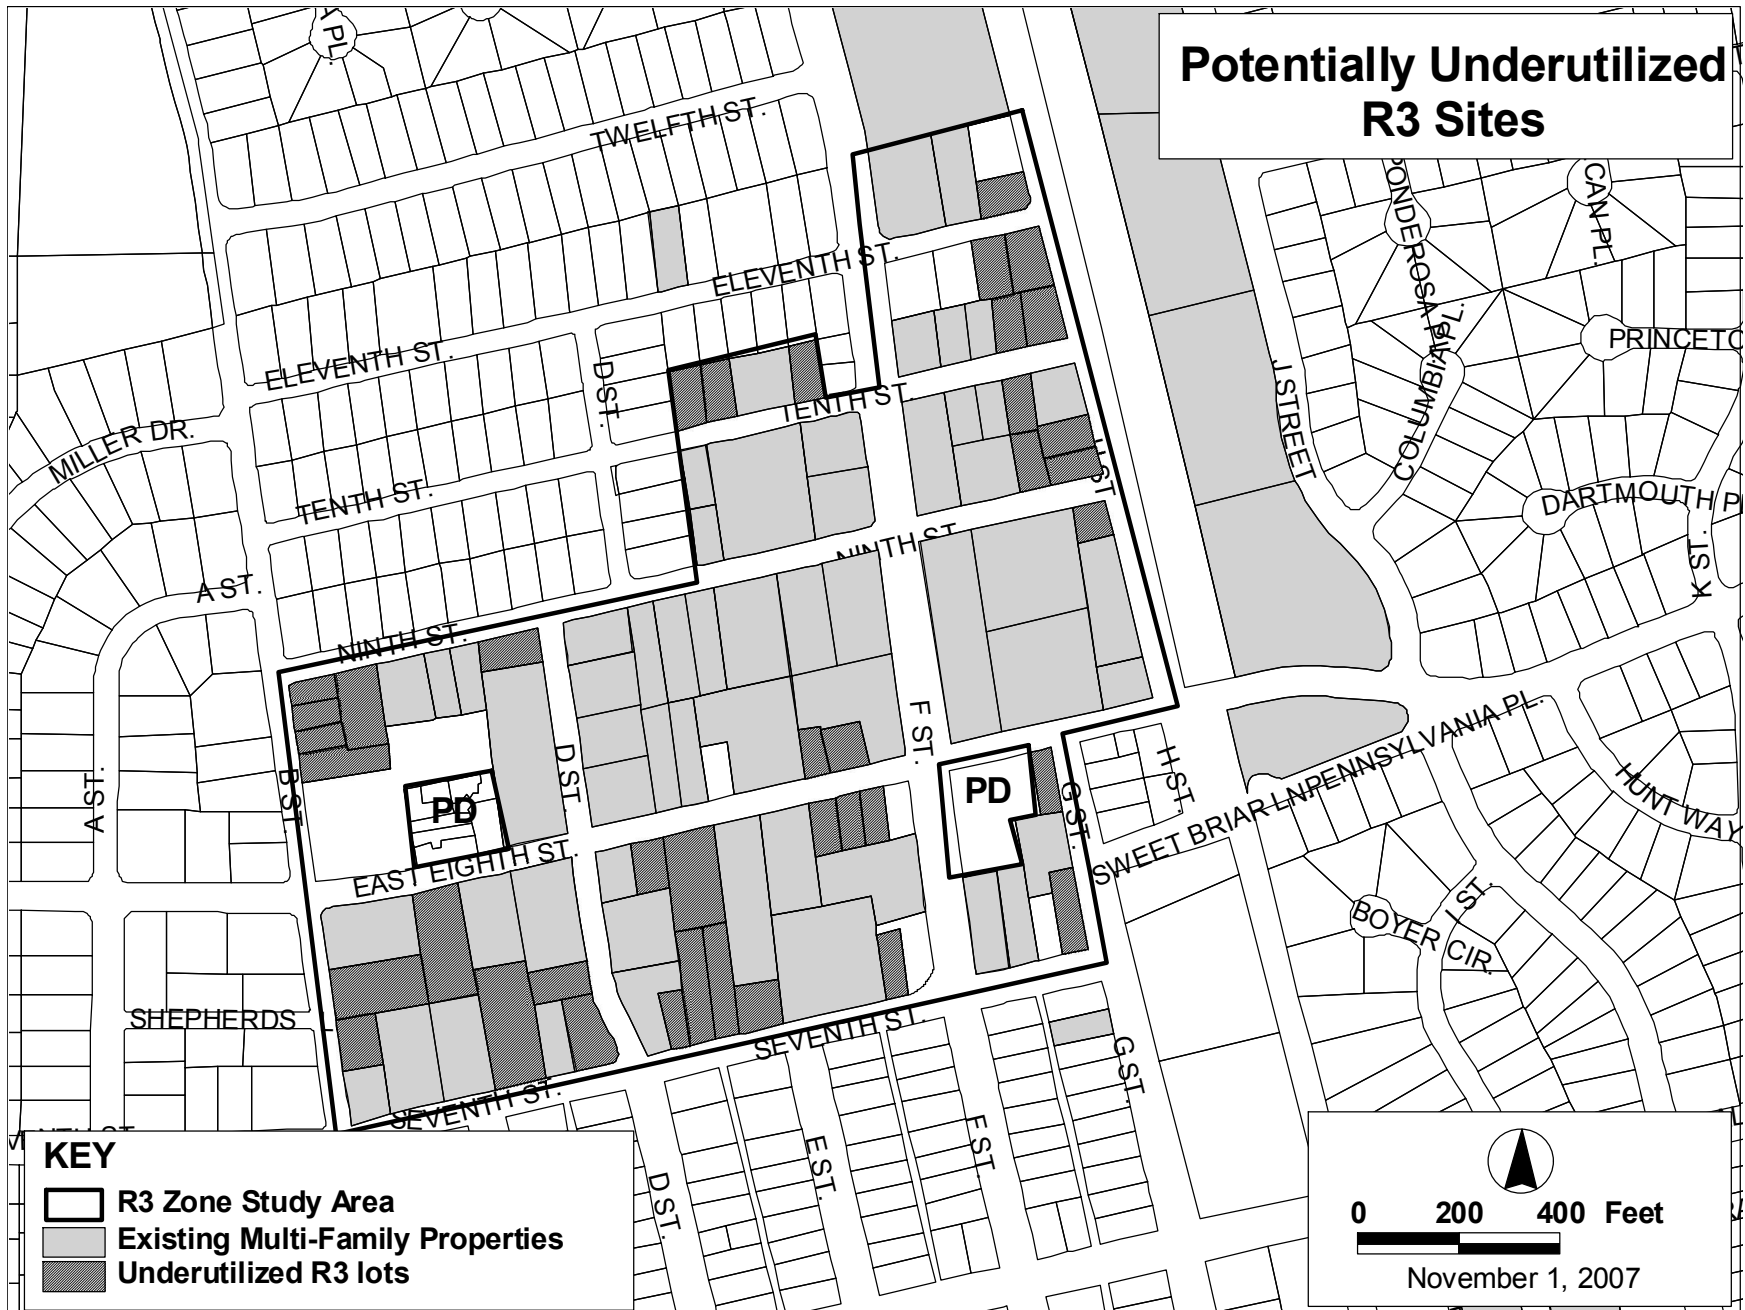 Potentially Underutilized
R3 Sites
A PL.
TWELFTH ST.
PONDEROSA
CAN PL.
ELEVENTH ST.
COLUMBIA PL.
PRINCETO
ELEVENTH ST.
D ST.
TENTH ST.
J STREET
MILLER DR.
TENTH ST.
H ST
DARTMOUTH P
K ST.
NINTH ST
A ST.
NINTH ST.
F ST.
D ST.
B ST.
A ST.
PD
PD
G ST.
H ST.
SWEET BRIAR LN
PENNSYLVANIA PL.
HUNT WAY
EAST EIGHTH ST.
I ST.
BOYER CIR.
SHEPHERDS L
SEVENTH ST.
G ST.
SEVENTH ST.
VENTH ST
E ST.
F ST.
D ST.
KEY
R3 Zone Study Area
Existing Multi-Family Properties
Underutilized R3 lots
0 200 400 Feet
November 1, 2007